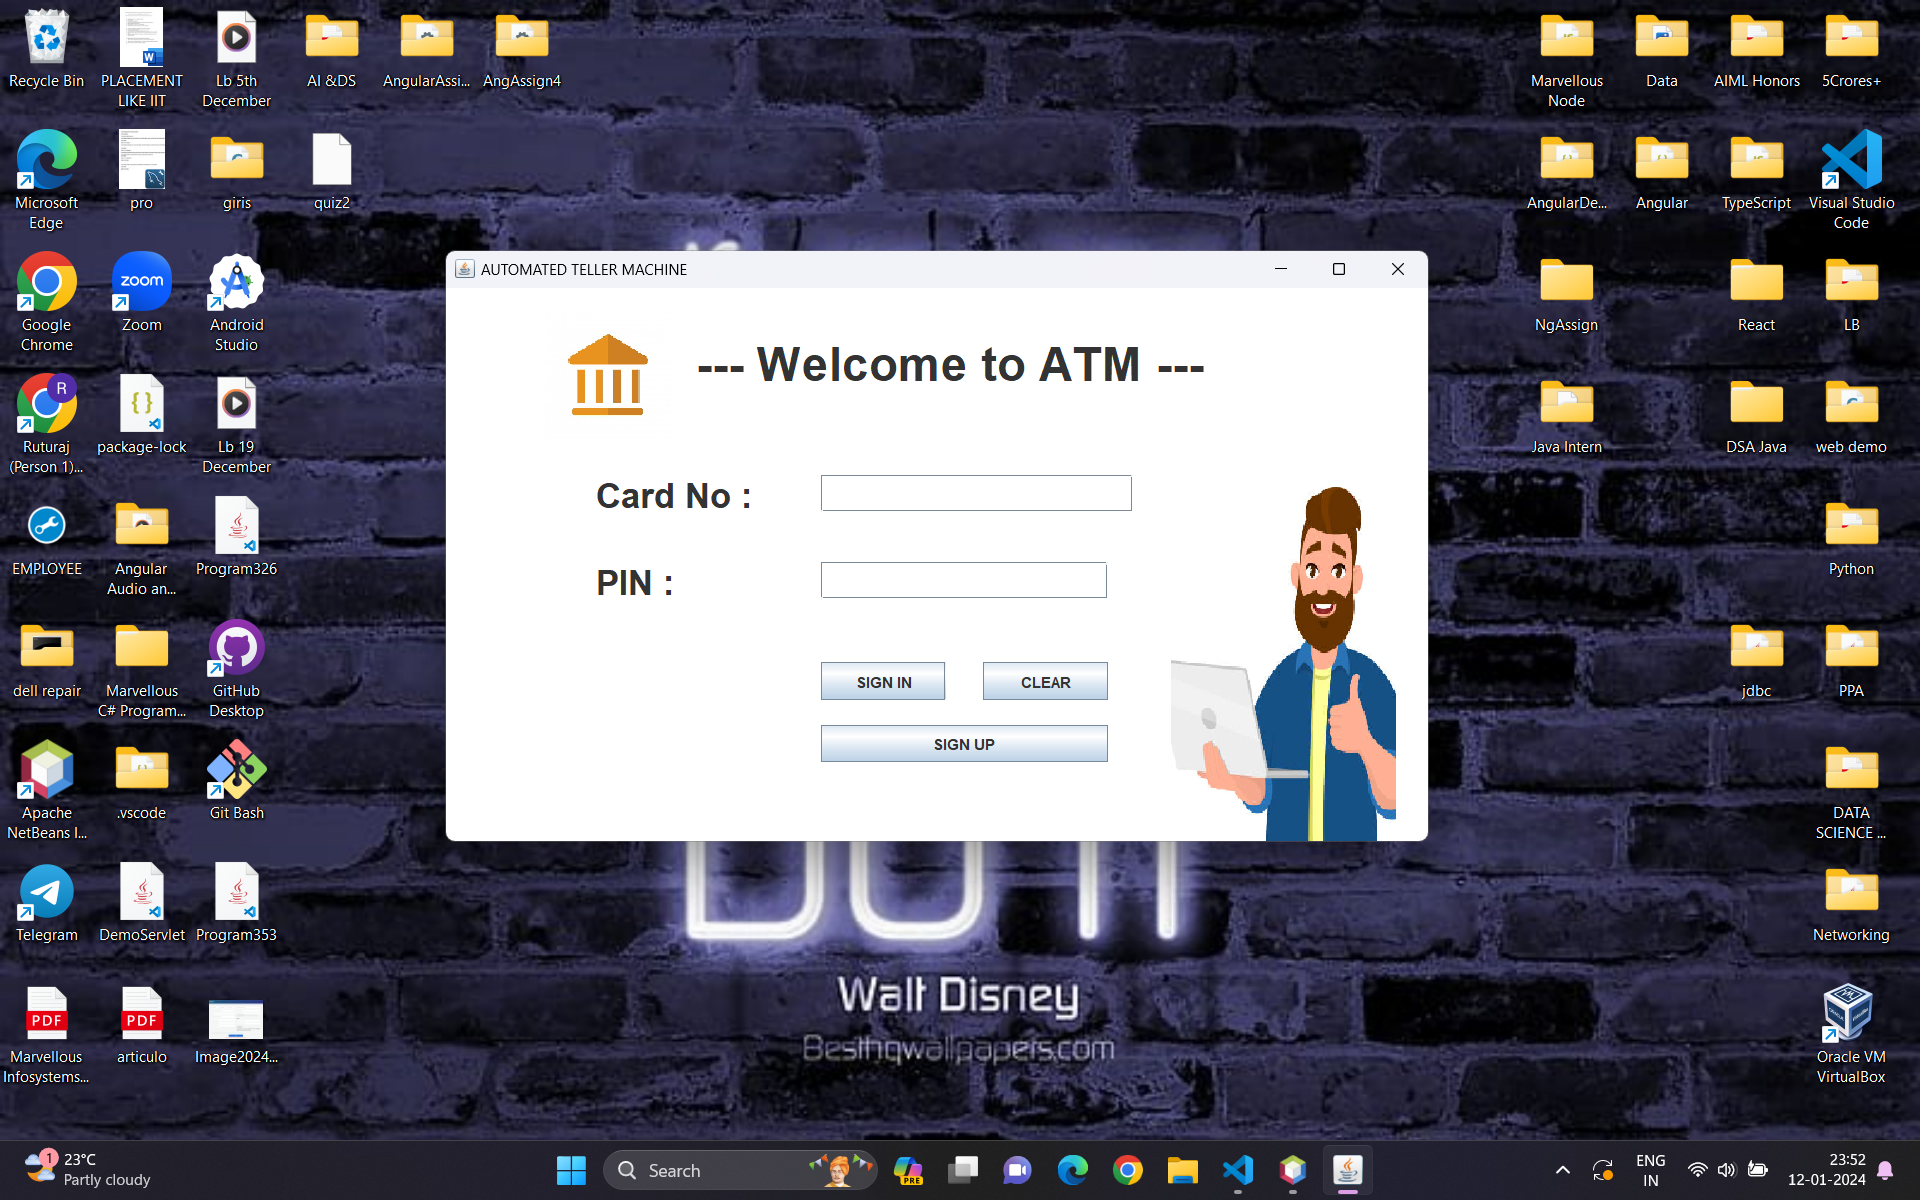 Recycle Bin
PLACEMENT
LIKE IIT
Lb 5th
December
AI &DS
AngularAssi...
AngAssign4
Marvellous
Node
Data
AIML Honors
5Crores+
Microsoft
Edge
pro
giris
quiz2
AngularDe...
Angular
TypeScript
Visual Studio
Code
AUTOMATED TELLER MACHINE
--- Welcome to ATM ---
Card No :
PIN :
SIGN IN
CLEAR
SIGN UP
Google
Chrome
zoom
Zoom
Android
Studio
NgAssign
React
LB
R
Ruturaj
(Person 1)...
package-lock
Lb 19
December
Java Intern
DSA Java
web demo
EMPLOYEE
Angular
Audio an...
Program326
Python
dell repair
Marvellous
C# Program...
GitHub
Desktop
jdbc
PPA
Apache
NetBeans I...
.vscode
Git Bash
DATA
SCIENCE ...
Telegram
DemoServlet
Program353
Networking
Walt Disney
Besthqwallpapers.com
PDF
Marvellous
Infosystems...
PDF
articulo
Image2024...
Oracle VM
VirtualBox
1
23°C
Partly cloudy
Search
PRE
ENG
IN
23:52
12-01-2024